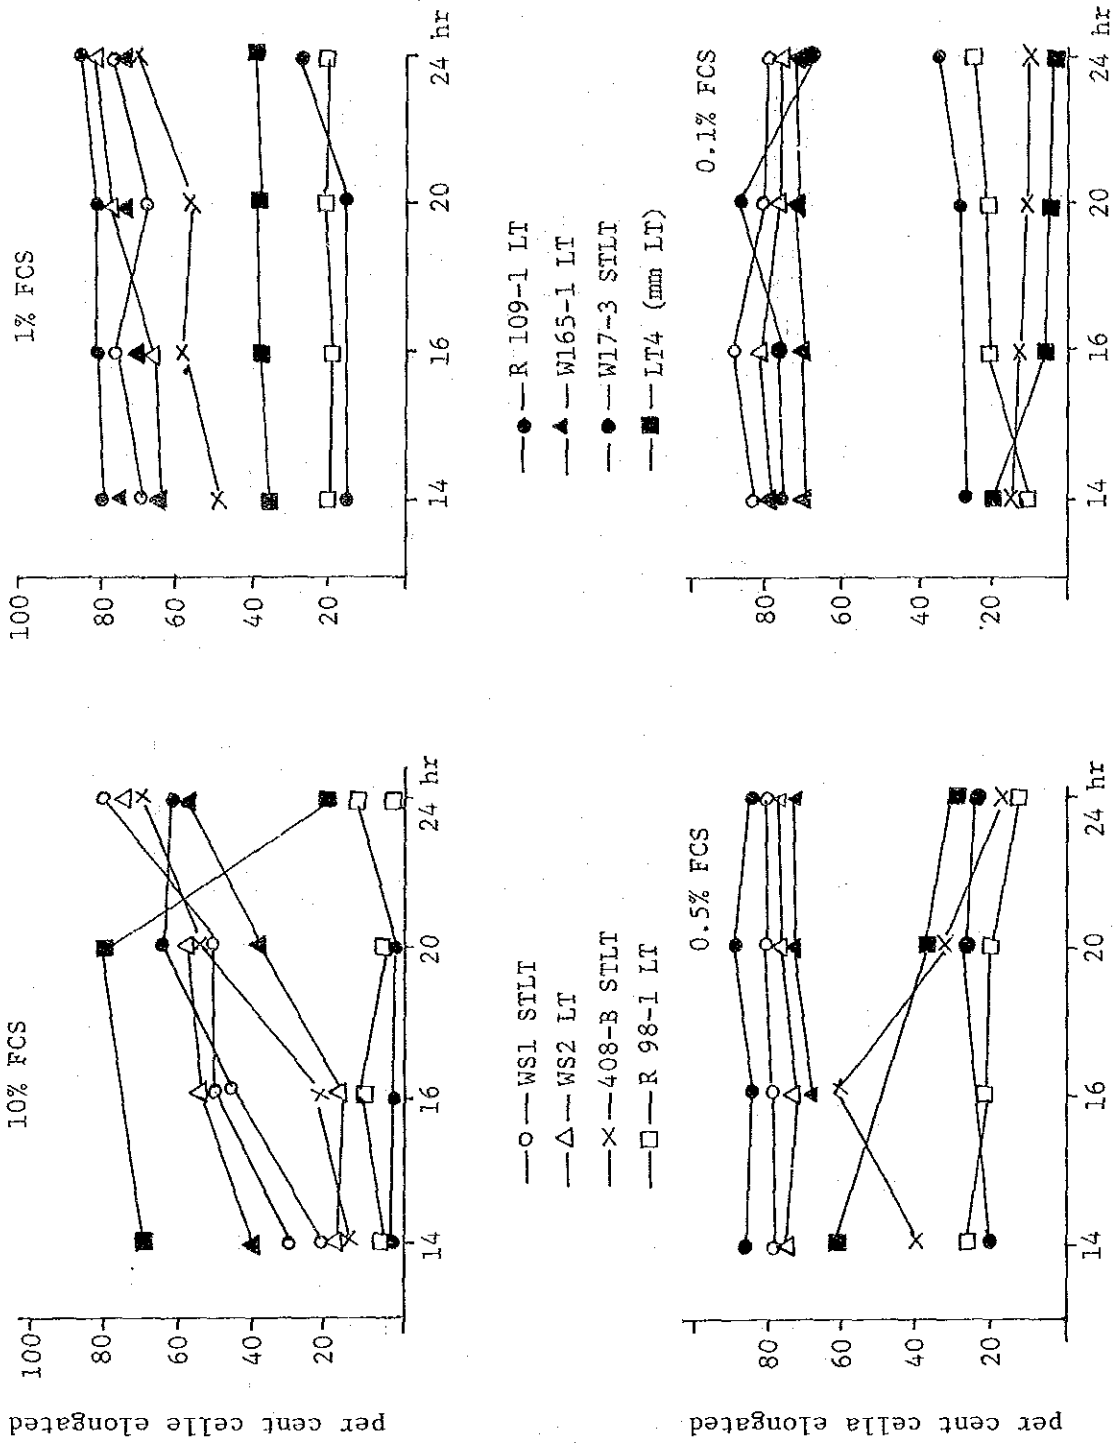 10% FCS
per cent celle elongated
100
80
60
40
20
14
16
20
24 hr
1% FCS
100
80
60
40
20
14
16
20
24 hr
WS1 STLT
WS2 LT
408-B STLT
R 98-1 LT
R 109-1 LT
W165-1 LT
W17-3 STLT
LT4 (mm LT)
0.5% FCS
per cent cella elongated
80
60
40
20
14
16
20
24 hr
0.1% FCS
80
60
40
20
14
16
20
24 hr